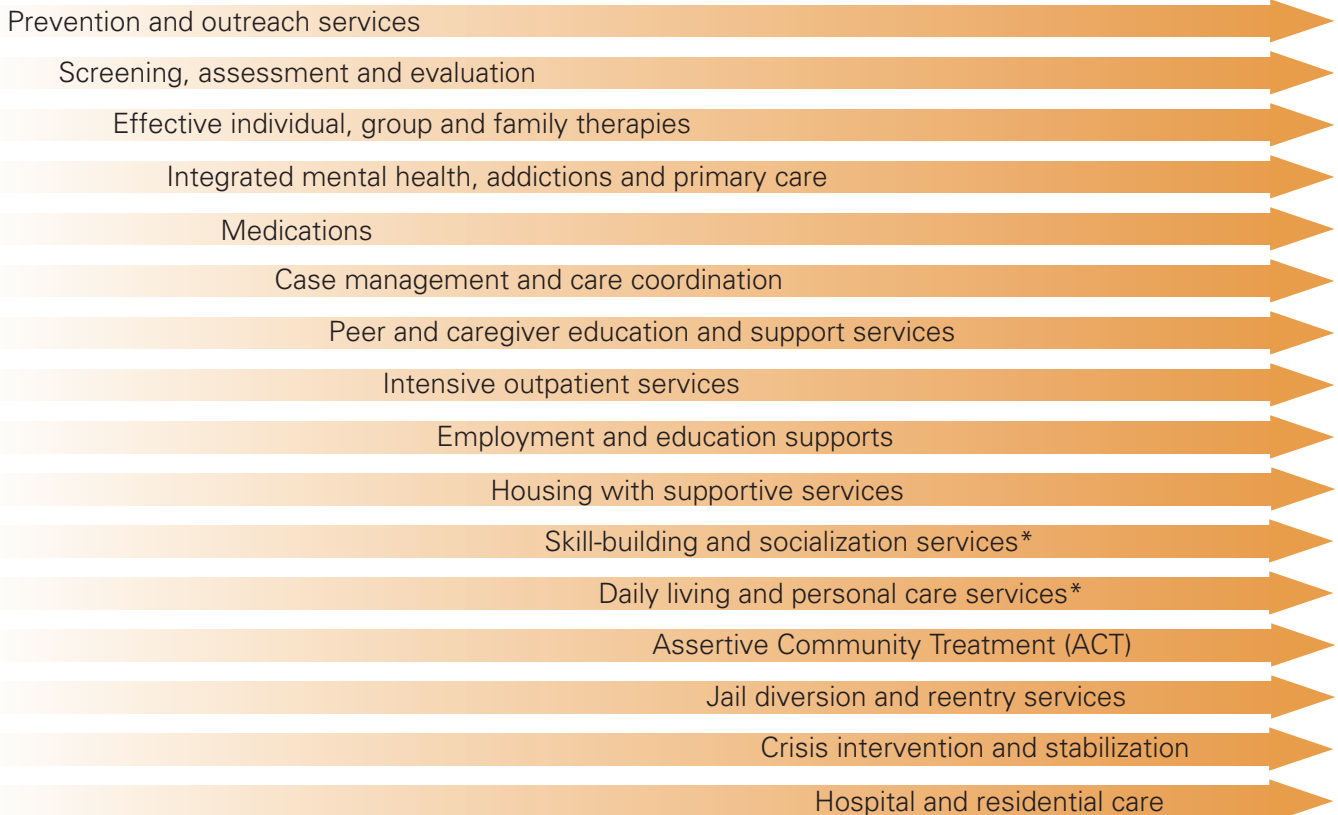 Prevention and outreach services
Screening, assessment and evaluation
Effective individual, group and family therapies
Integrated mental health, addictions and primary care
Medications
Case management and care coordination
Peer and caregiver education and support services
Intensive outpatient services
Employment and education supports
Housing with supportive services
Skill-building and socialization services*
Daily living and personal care services*
Assertive Community Treatment (ACT)
Jail diversion and reentry services
Crisis intervention and stabilization
Hospital and residential care